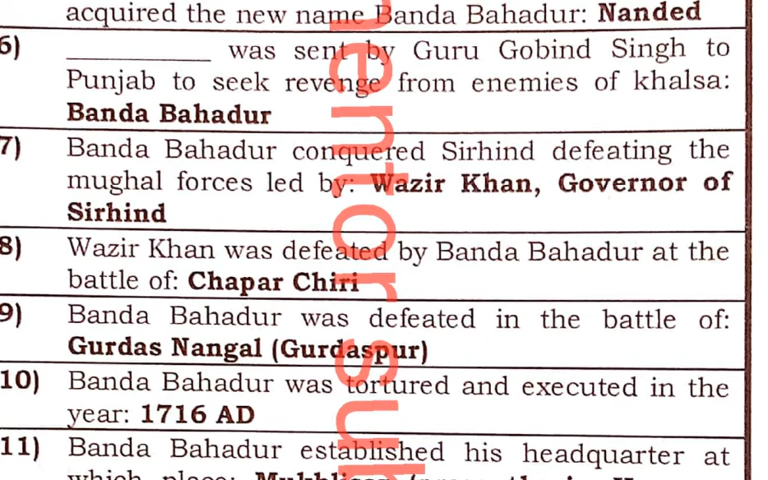 acquired the new name Banda Bahadur: Nanded
6) __________ was sent by Guru Gobind Singh to
Punjab to seek revenge from enemies of khalsa:
Banda Bahadur
7) Banda Bahadur conquered Sirhind defeating the
mughal forces led by: Wazir Khan, Governor of
Sirhind
8) Wazir Khan was defeated by Banda Bahadur at the
battle of: Chapar Chiri
9) Banda Bahadur was defeated in the battle of:
Gurdas Nangal (Gurdaspur)
10) Banda Bahadur was tortured and executed in the
year: 1716 AD
11) Banda Bahadur established his headquarter at
which place:
entor suk